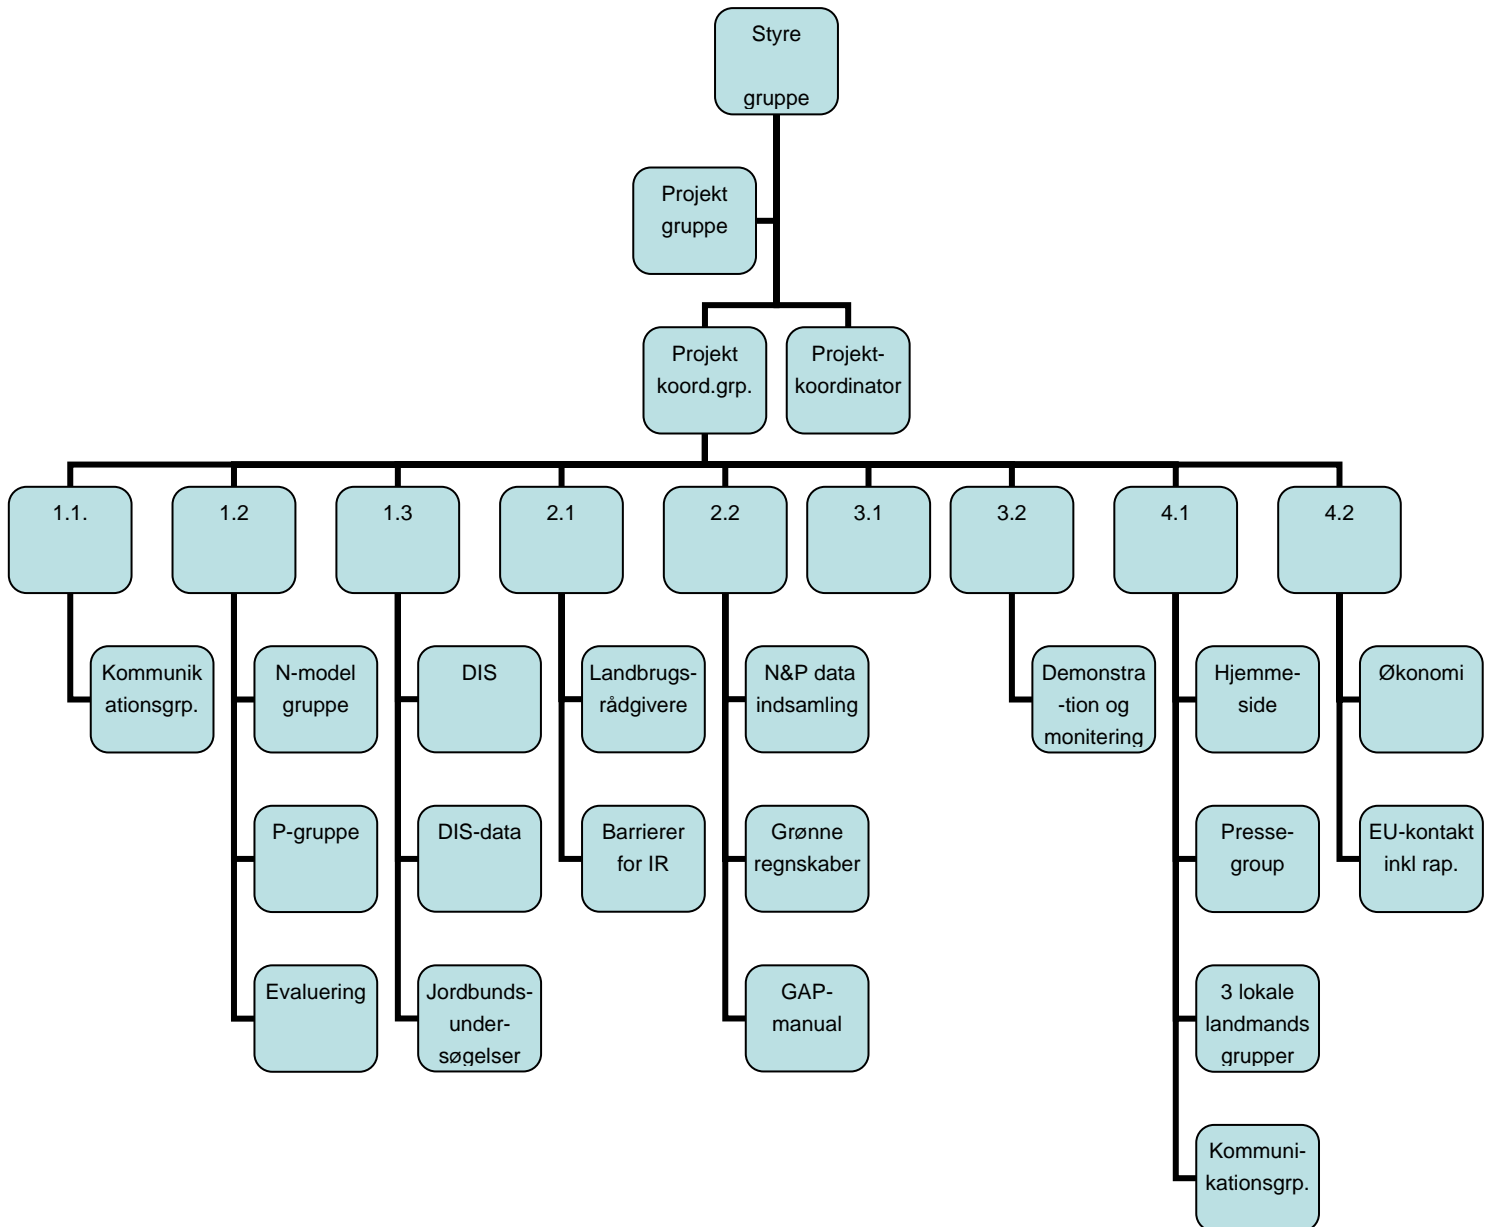 Styre
gruppe
Projekt
gruppe
Projekt
koord.grp.
Projekt-
koordinator
1.1.
1.2
1.3
2.1
2.2
3.1
3.2
4.1
4.2
Kommunik
ationsgrp.
N-model
gruppe
DIS
Landbrugs-
rådgivere
N&P data
indsamling
Demonstra
-tion og
monitering
Hjemme-
side
Økonomi
P-gruppe
DIS-data
Barrierer
for IR
Grønne
regnskaber
Presse-
group
EU-kontakt
inkl rap.
Evaluering
Jordbunds-
under-
søgelser
GAP-
manual
3 lokale
landmands
grupper
Kommuni-
kationsgrp.